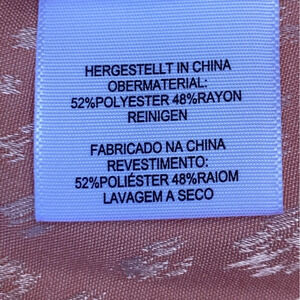 HERGESTELLT IN CHINA
OBERMATERIAL:
52%POLYESTER 48%RAYON
REINIGEN
FABRICADO NA CHINA
REVESTIMENTO:
52%POLIÉSTER 48%RAIOM
LAVAGEM A SECO